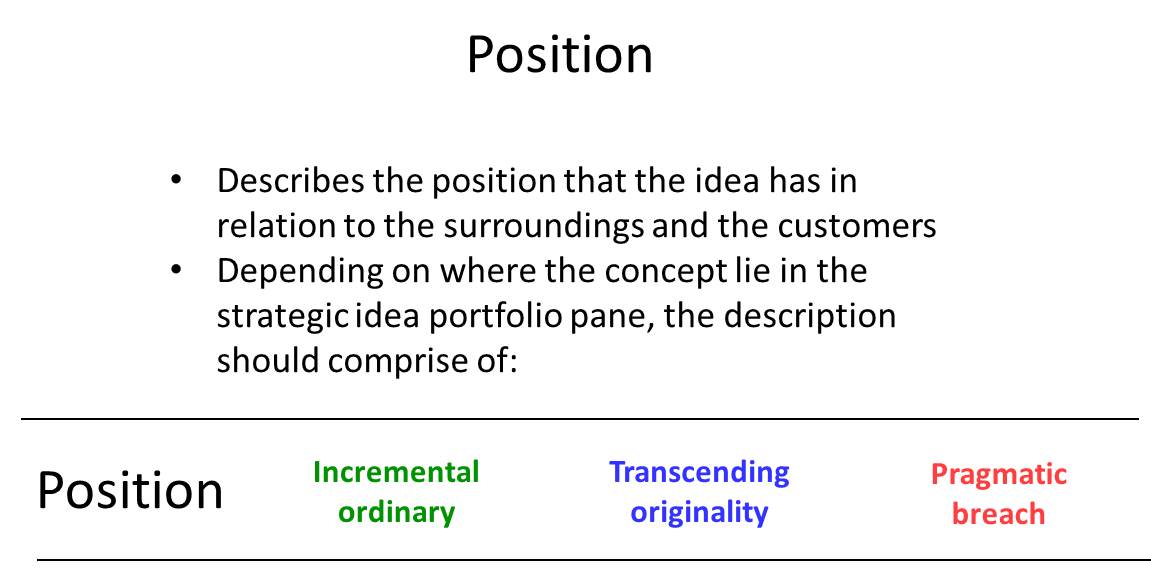 Position
• Describes the position that the idea has in
relation to the surroundings and the customers
• Depending on where the concept lie in the
strategic idea portfolio pane, the description
should comprise of:
Position
Incremental
ordinary
Transcending
originality
Pragmatic
breach